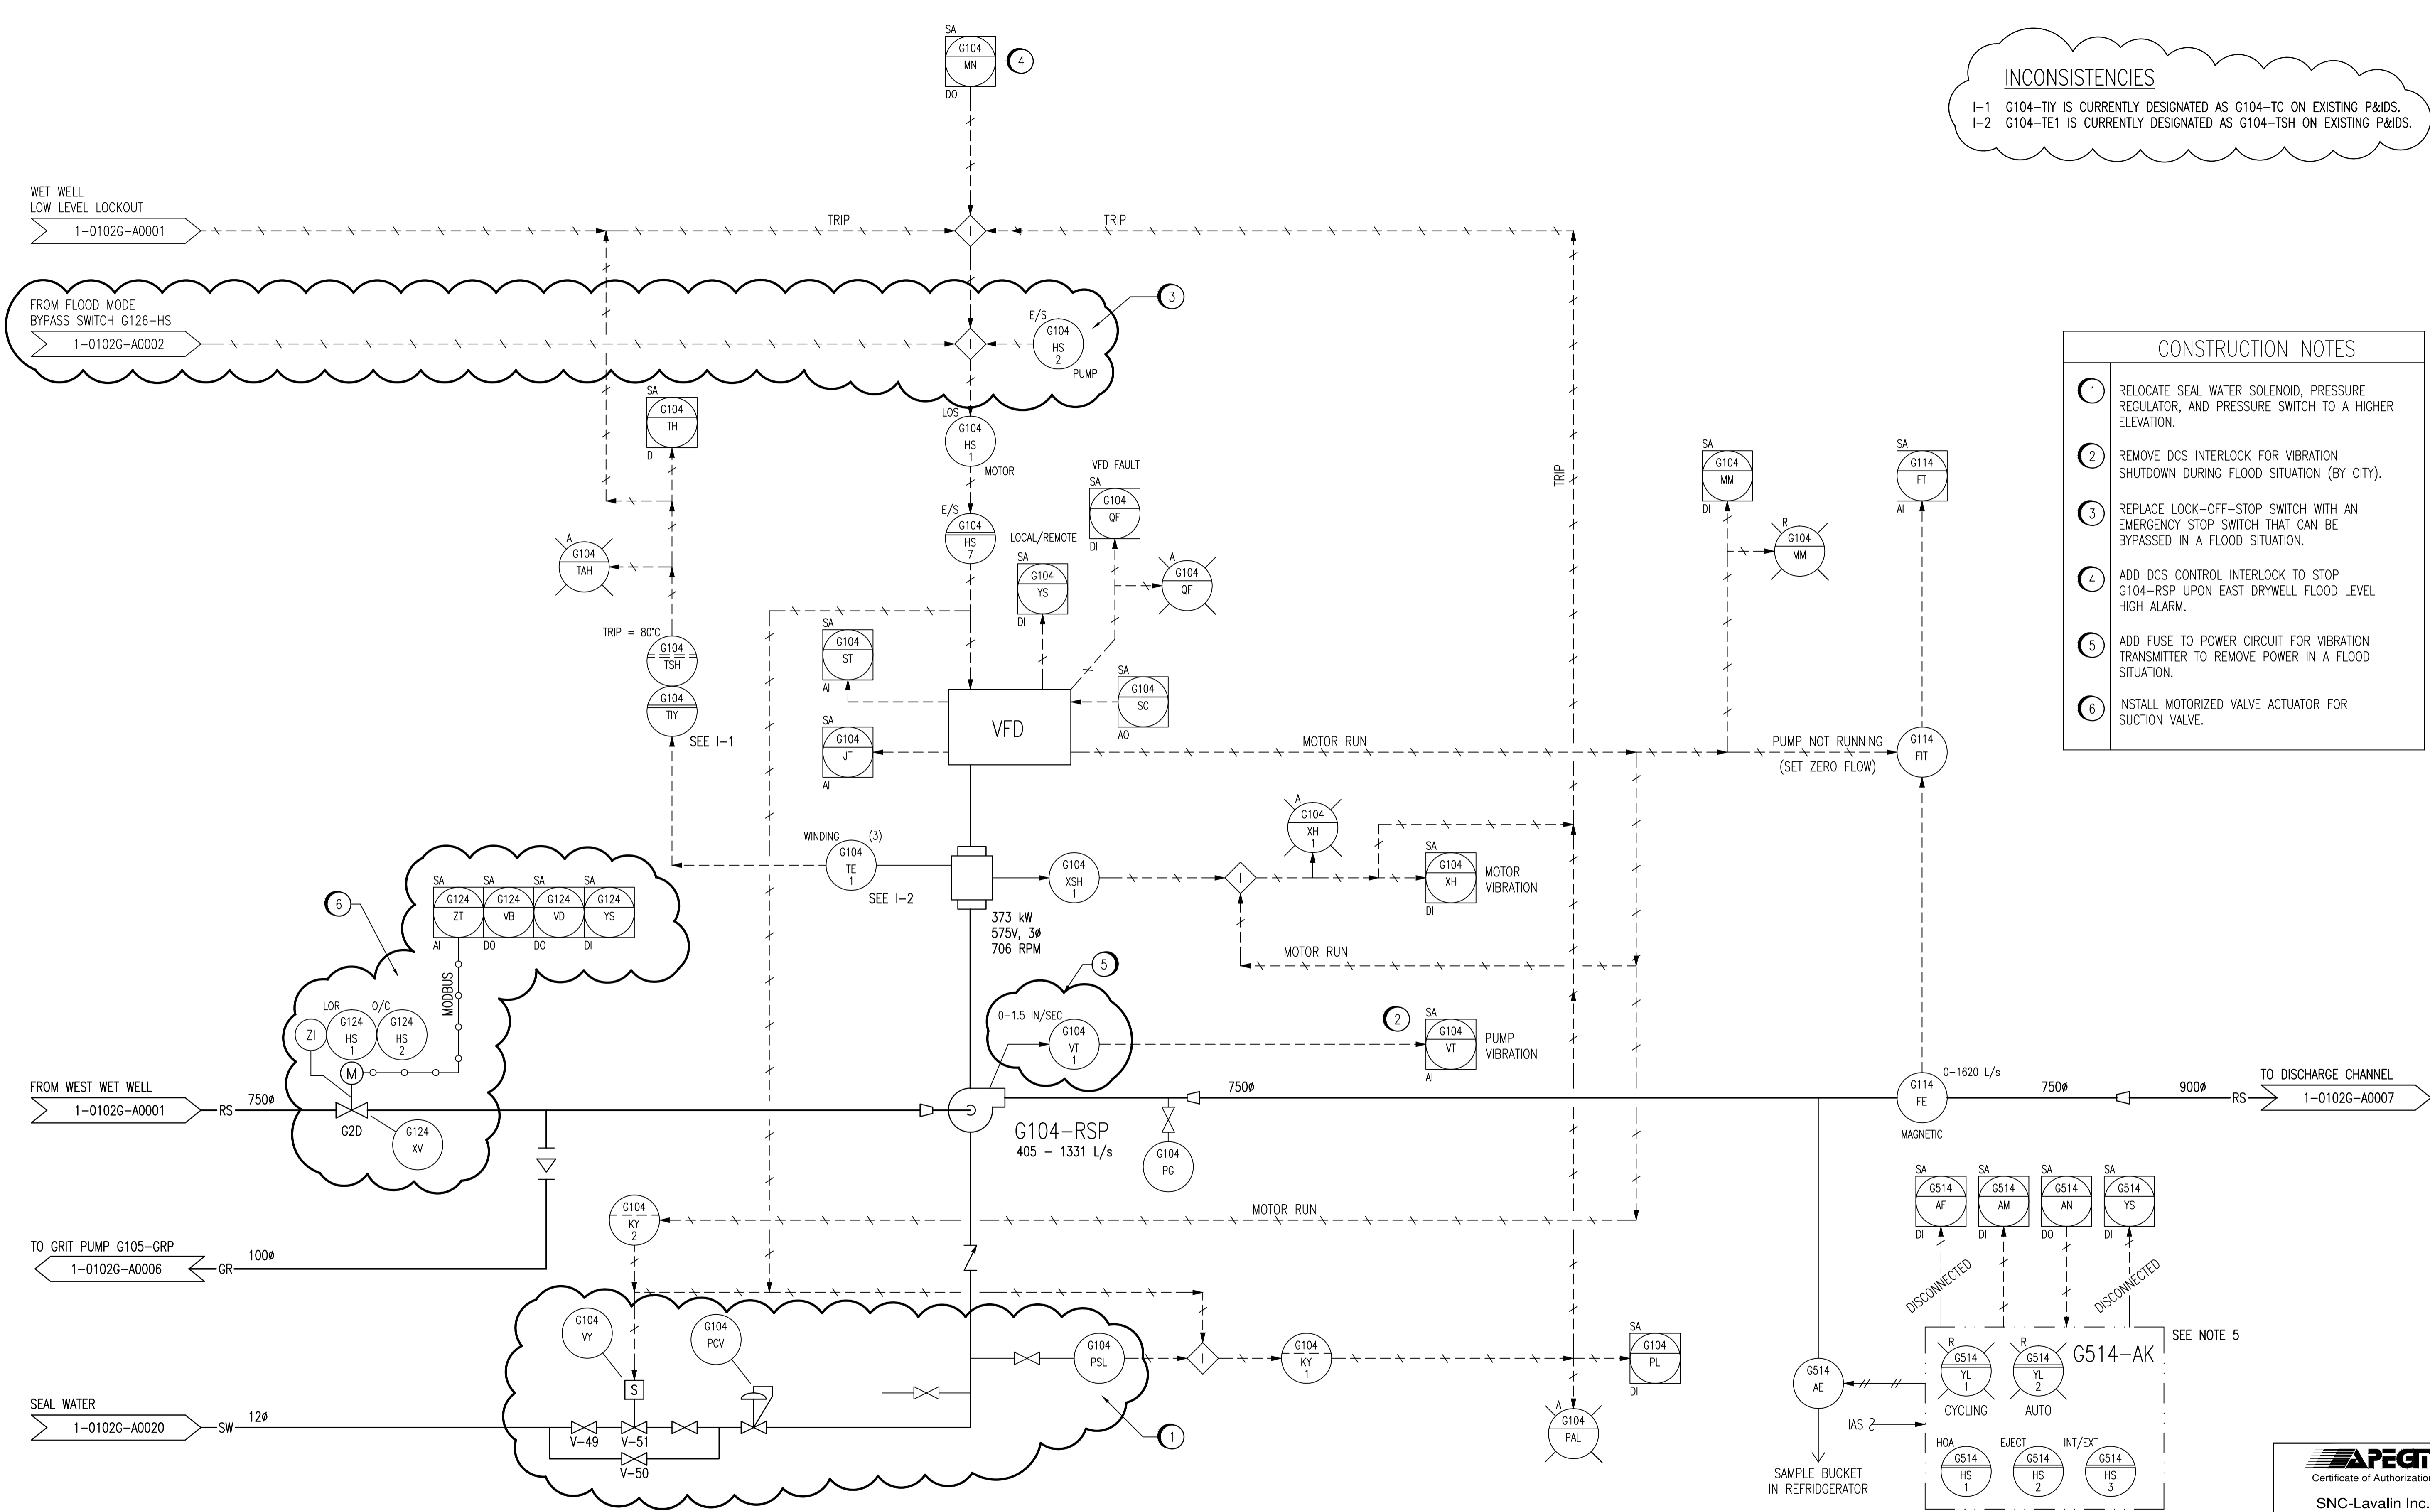 SA
G104
MN
DO
4
INCONSISTENCIES
I-1 G104-TIY IS CURRENTLY DESIGNATED AS G104-TC ON EXISTING P&IDS.
I-2 G104-TE1 IS CURRENTLY DESIGNATED AS G104-TSH ON EXISTING P&IDS.
WET WELL
LOW LEVEL LOCKOUT
1-0102G-A0001
TRIP
I
TRIP
FROM FLOOD MODE
BYPASS SWITCH G126-HS
1-0102G-A0002
I
E/S
G104
HS
2
PUMP
3
SA
G104
TH
DI
LOS
G104
HS
1
MOTOR
E/S
G104
HS
7
VFD FAULT
SA
G104
QF
DI
A
G104
QF
LOCAL/REMOTE
SA
G104
YS
DI
A
G104
TAH
TRIP = 80°C
G104
TSH
G104
TIY
SEE I-1
SA
G104
ST
AI
SA
G104
JT
AI
VFD
SA
G104
SC
AO
TRIP
SA
G104
MM
DI
R
G104
MM
SA
G114
FT
AI
MOTOR RUN
PUMP NOT RUNNING
(SET ZERO FLOW)
G114
FIT
CONSTRUCTION NOTES
1 RELOCATE SEAL WATER SOLENOID, PRESSURE
REGULATOR, AND PRESSURE SWITCH TO A HIGHER
ELEVATION.
2 REMOVE DCS INTERLOCK FOR VIBRATION
SHUTDOWN DURING FLOOD SITUATION (BY CITY).
3 REPLACE LOCK-OFF-STOP SWITCH WITH AN
EMERGENCY STOP SWITCH THAT CAN BE
BYPASSED IN A FLOOD SITUATION.
4 ADD DCS CONTROL INTERLOCK TO STOP
G104-RSP UPON EAST DRYWELL FLOOD LEVEL
HIGH ALARM.
5 ADD FUSE TO POWER CIRCUIT FOR VIBRATION
TRANSMITTER TO REMOVE POWER IN A FLOOD
SITUATION.
6 INSTALL MOTORIZED VALVE ACTUATOR FOR
SUCTION VALVE.
WINDING (3)
G104
TE
1
SEE I-2
373 kW
575V, 3ø
706 RPM
G104
XSH
1
I
A
G104
XH
1
SA
G104
XH
DI
MOTOR
VIBRATION
MOTOR RUN
6
SA SA SA SA
G124 G124 G124 G124
ZT VB VD YS
AI DO DO DI
MODBUS
LOR O/C
ZI
G124
HS
1
G124
HS
2
M
G2D
G124
XV
5
0-1.5 IN/SEC
G104
VT
1
2
SA
G104
VT
AI
PUMP
VIBRATION
FROM WEST WET WELL
1-0102G-A0001
RS
750ø
G104-RSP
405 - 1331 L/s
G104
PG
750ø
G114
FE
0-1620 L/s
MAGNETIC
750ø
900ø
RS
TO DISCHARGE CHANNEL
1-0102G-A0007
TO GRIT PUMP G105-GRP
1-0102G-A0006
GR
100ø
G104
KY
2
MOTOR RUN
SA SA SA SA
G514 G514 G514 G514
AF AM AN YS
DI DI DO DI
DISCONNECTED
DISCONNECTED
SEE NOTE 5
G514-AK
R
G514
YL
1
CYCLING
R
G514
YL
2
AUTO
HOA
G514
HS
1
EJECT
G514
HS
2
INT/EXT
G514
HS
3
G514
AE
IAS
SAMPLE BUCKET
IN REFRIDGERATOR
G104
VY
S
G104
PCV
G104
PSL
I
G104
KY
1
SA
G104
PL
DI
A
G104
PAL
SEAL WATER
1-0102G-A0020
SW
12ø
V-49
V-51
V-50
1
Certificate of Authorization
SNC-Lavalin Inc.